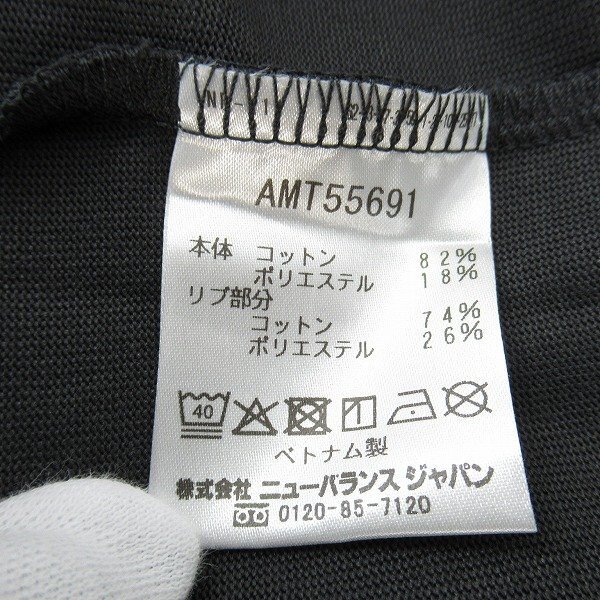 AMT55691
本体 コットン 82%
ポリエステル 18%
リブ部分
コットン 74%
ポリエステル 26%
40
ベトナム製
株式会社ニューバランス ジャパン
0120-85-7120